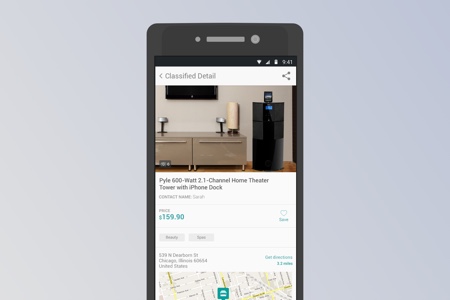 9:41
Classified Detail
Pyle 600-Watt 2.1-Channel Home Theater
Tower with iPhone Dock
CONTACT NAME: Sarah
PRICE
$159.90
Save
Open
539 N Dearborn St
Get directions
Chicago, Illinois 60654
3.2 miles
United States